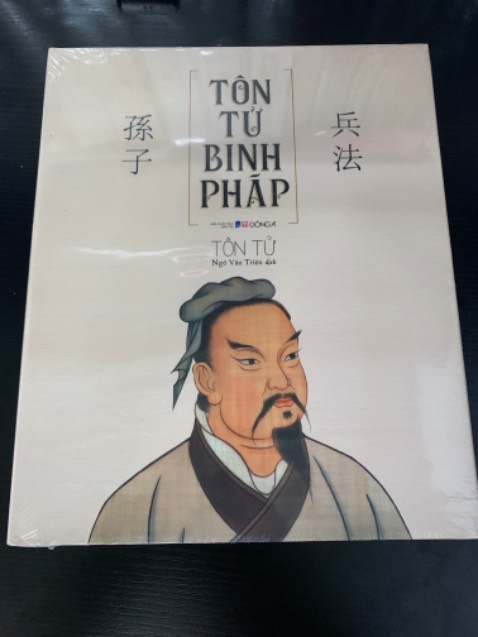 孫子
兵法
TÔN
TỬ
BINH
PHÁP
ĐÔNG A
TÔN TỬ
Ngô Văn Triện dịch